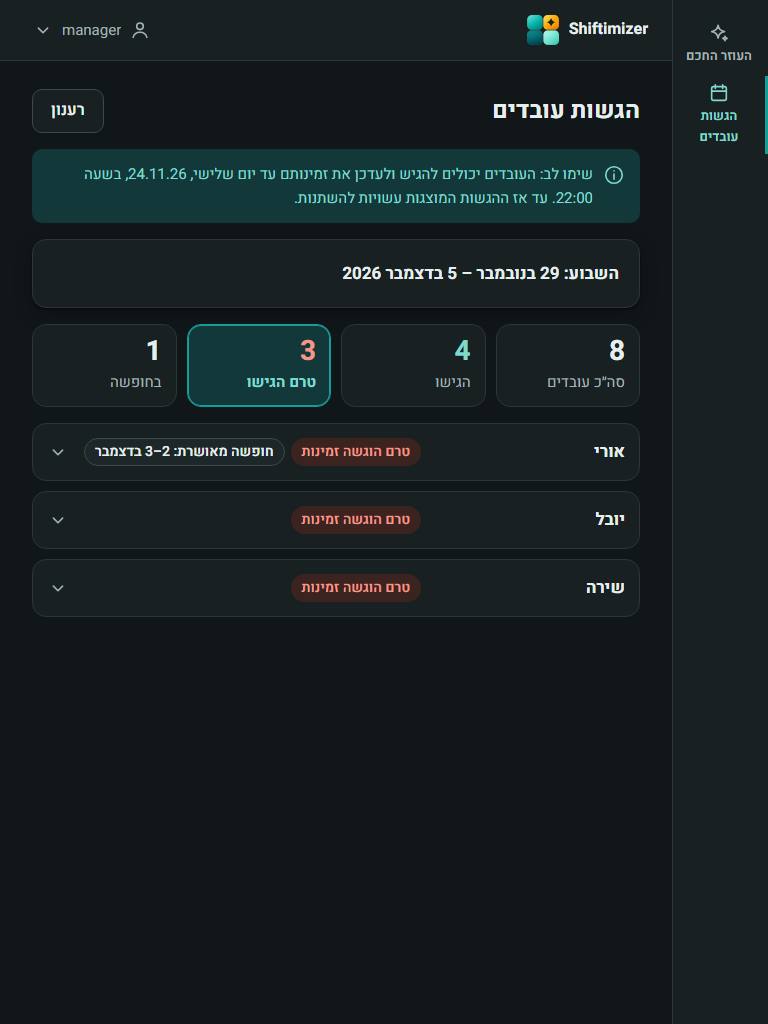 Shiftimizer
manager
העוזר החכם
הגשות
עובדים
הגשות עובדים
רענון
שימו לב: העובדים יכולים להגיש ולעדכן את זמינותם עד יום שלישי, 24.11.26, בשעה
22:00. עד אז ההגשות המוצגות עשויות להשתנות.
השבוע: 29 בנובמבר – 5 בדצמבר 2026
8
סה"כ עובדים
4
הגישו
3
טרם הגישו
1
בחופשה
אורי
טרם הוגשה זמינות
חופשה מאושרת: 2–3 בדצמבר
יובל
טרם הוגשה זמינות
שירה
טרם הוגשה זמינות